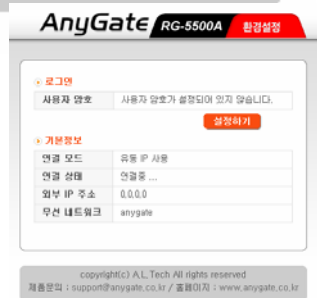 AnyGate RG-5500A 환경설정
로그인
사용자 암호 사용자 암호가 설정되어 있지 않습니다.
설정하기
기본정보
연결 모드 유동 IP 사용
연결 상태 연결중 ...
외부 IP 주소 0.0.0.0
무선 네트워크 anygate
copyright(c) A.L.Tech All rights reserved
제품문의 : support@anygate.co.kr / 홈페이지 : www.anygate.co.kr